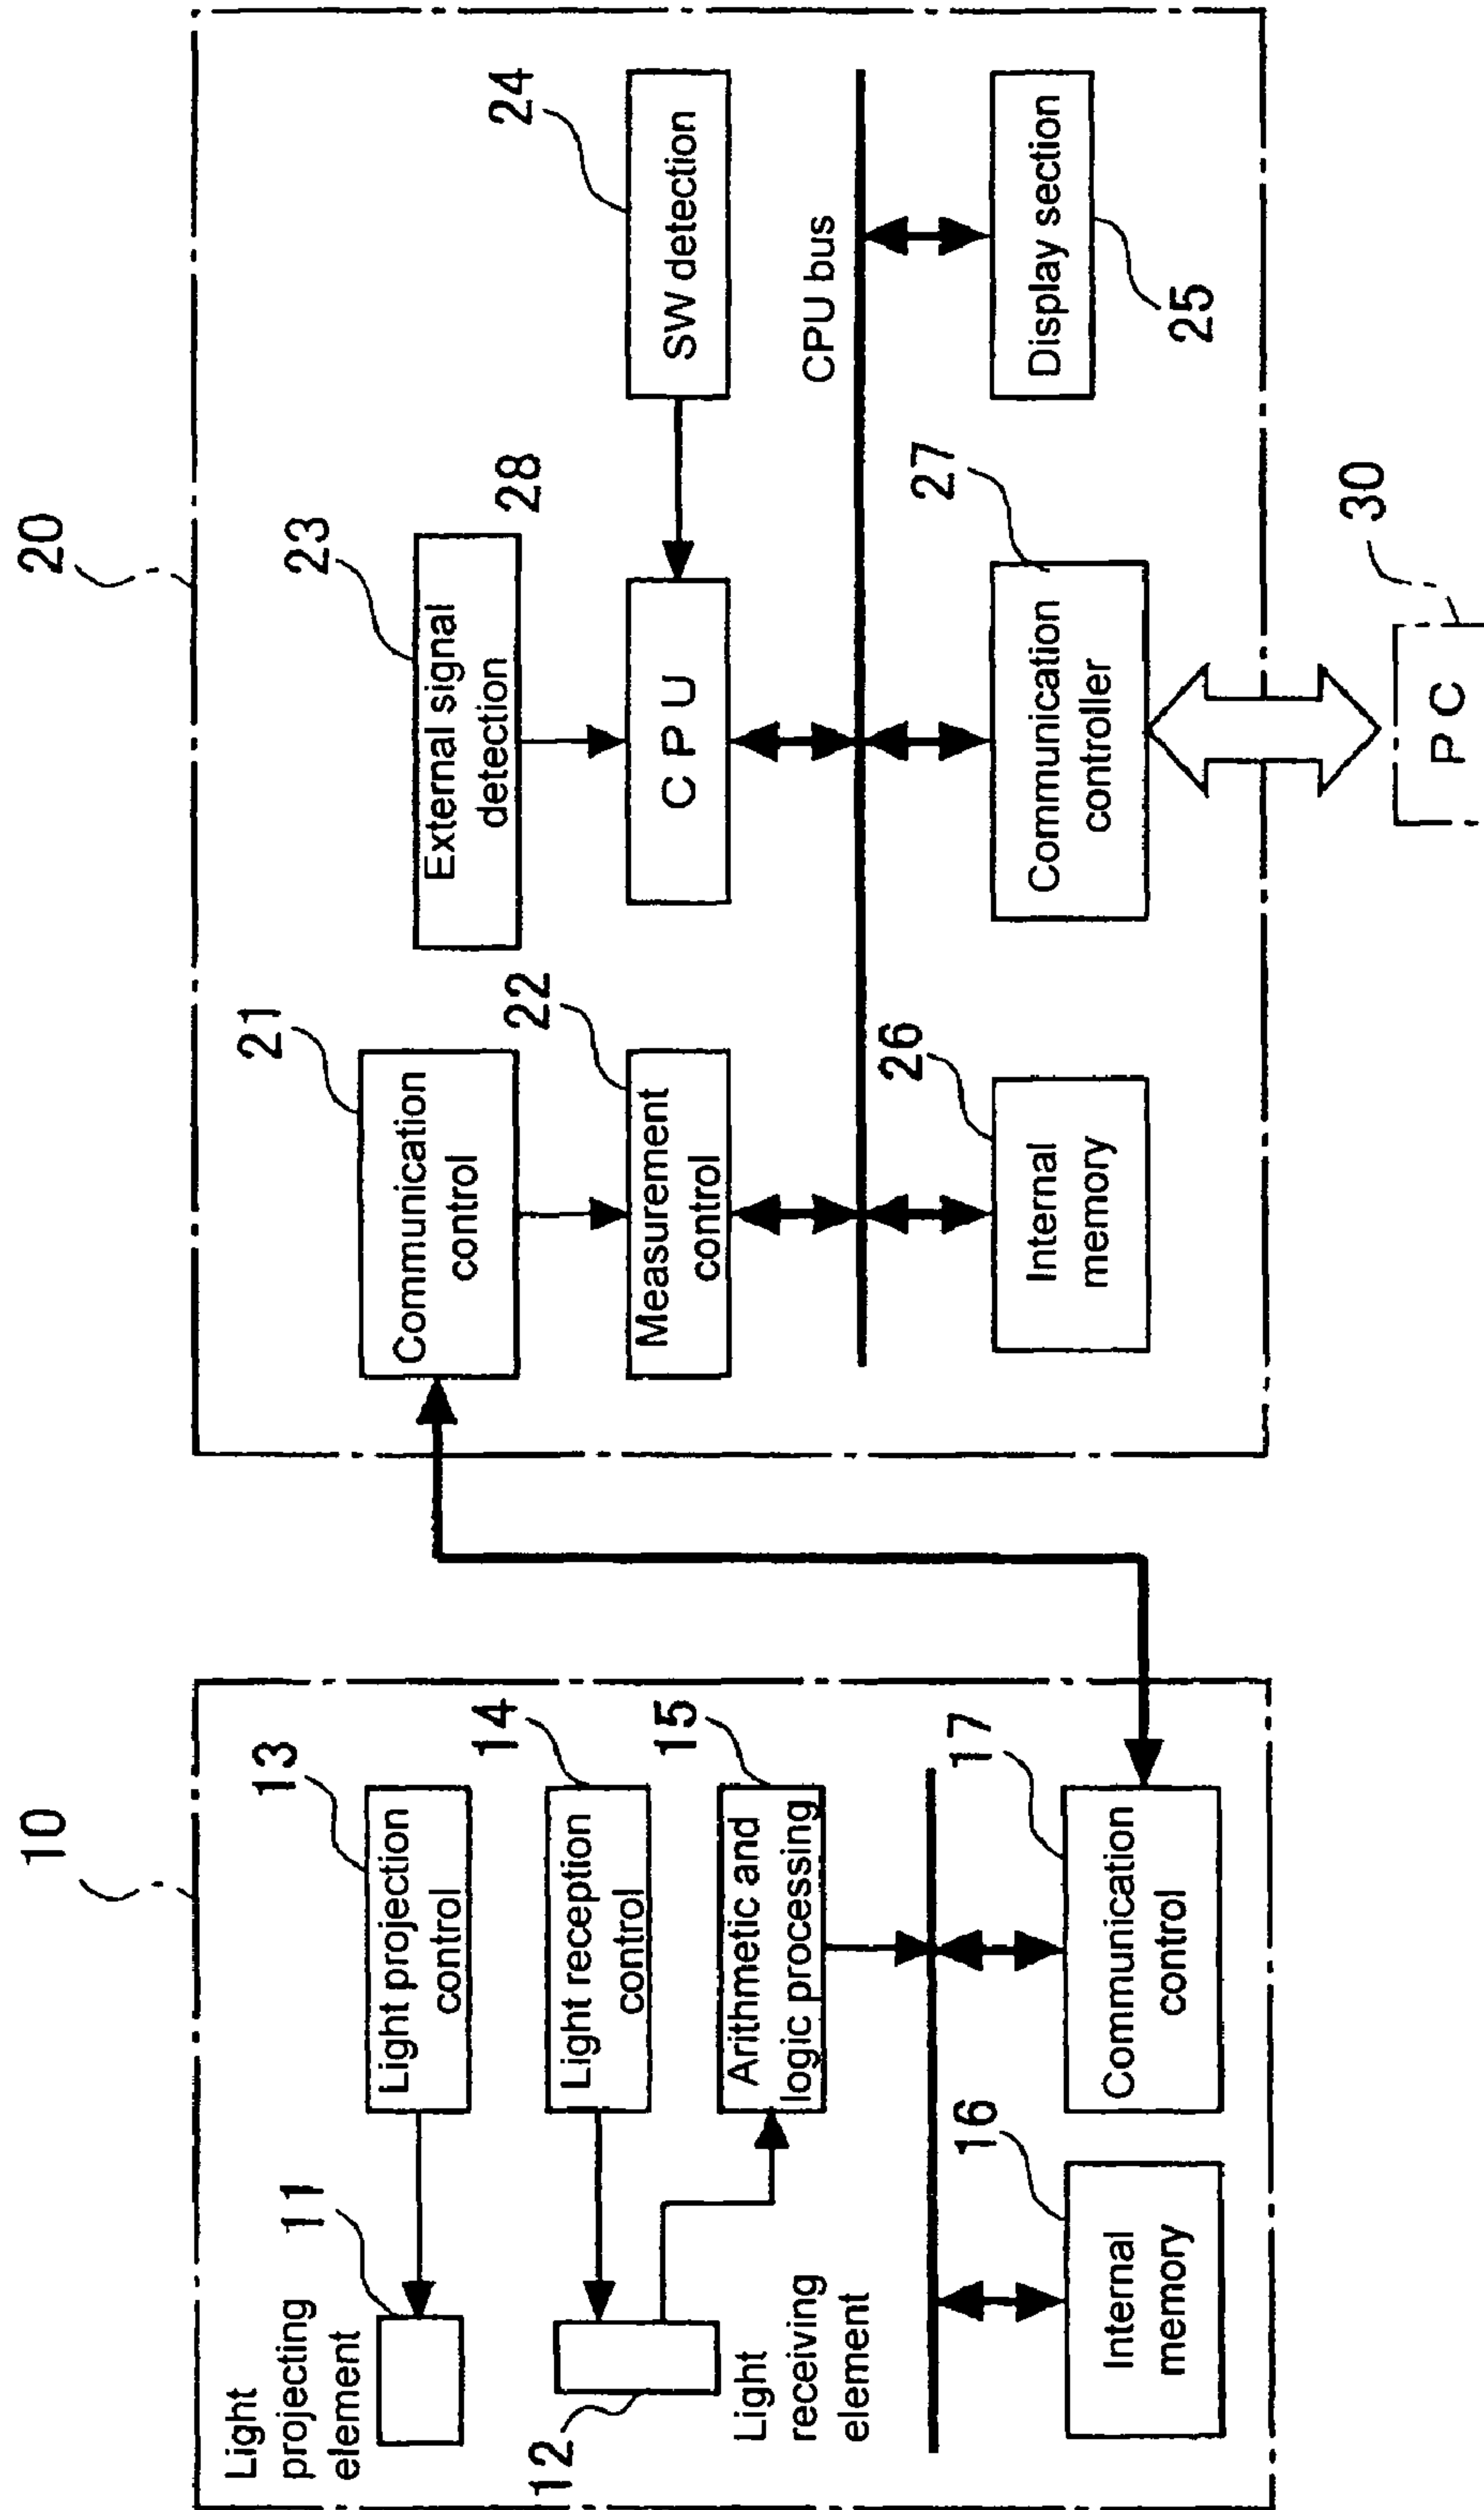 10
Light
projecting
element
11
Light projection
control
13
12
Light
receiving
element
Light reception
control
14
Arithmetic and
logic processing
15
Internal
memory
16
Communication
control
17
20
Communication
control
21
Measurement
control
22
External signal
detection
23
CPU
28
SW detection
24
CPU bus
Internal
memory
26
Communication
controller
27
Display section
25
PC
30